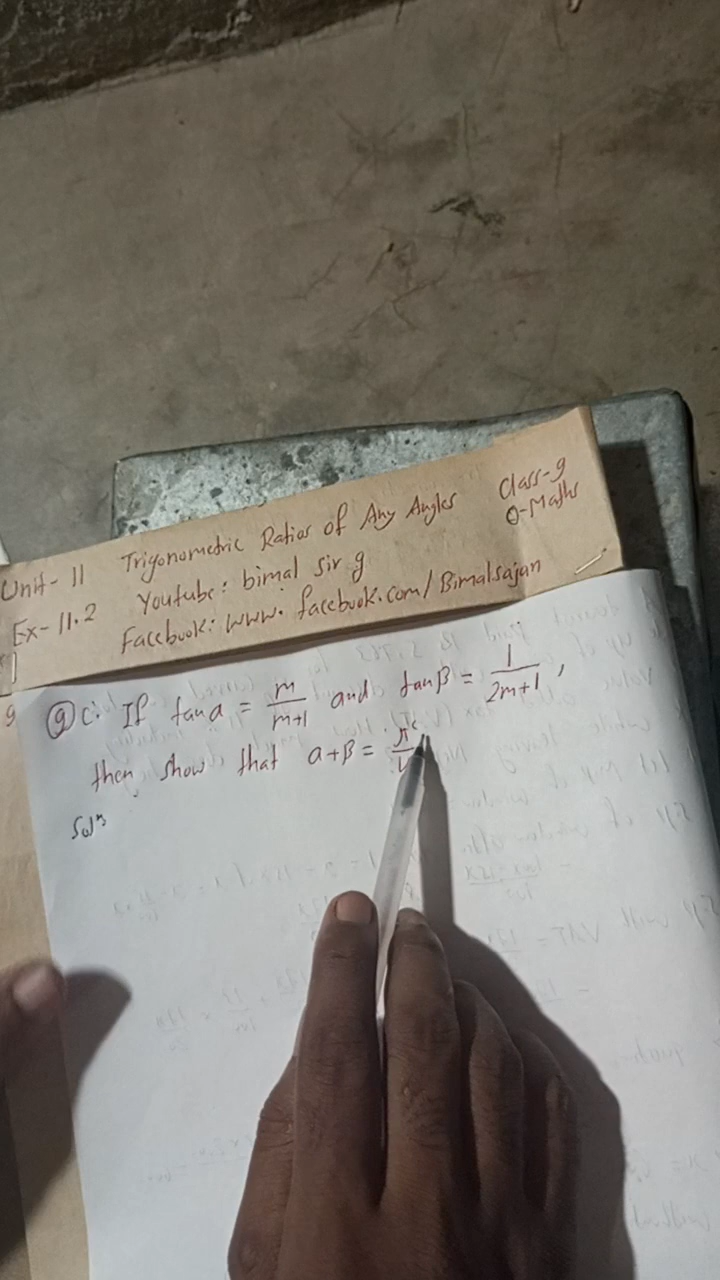 Unit- 11 Trigonometric Ratios of Any Angles Class-9
Ex- 11.2 Youtube: bimal sir g O-Maths
Facebook: www. facebook.com/Bimalsajan
9 (9) C: If tan a = m/m+1 and tan β = 1/2m+1 ,
then show that a+β = π^c/
Solⁿ